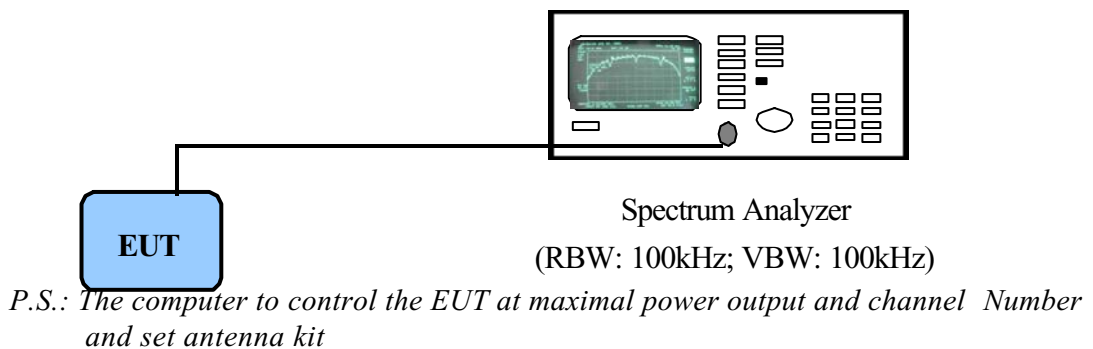 EUT
Spectrum Analyzer
(RBW: 100kHz; VBW: 100kHz)
P.S.: The computer to control the EUT at maximal power output and channel Number
and set antenna kit